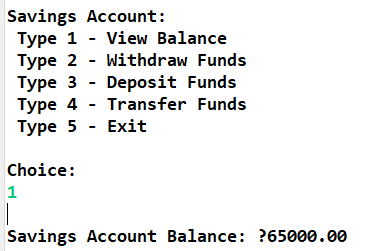 Savings Account:
Type 1 - View Balance
Type 2 - Withdraw Funds
Type 3 - Deposit Funds
Type 4 - Transfer Funds
Type 5 - Exit
Choice:
1
Savings Account Balance: ?65000.00